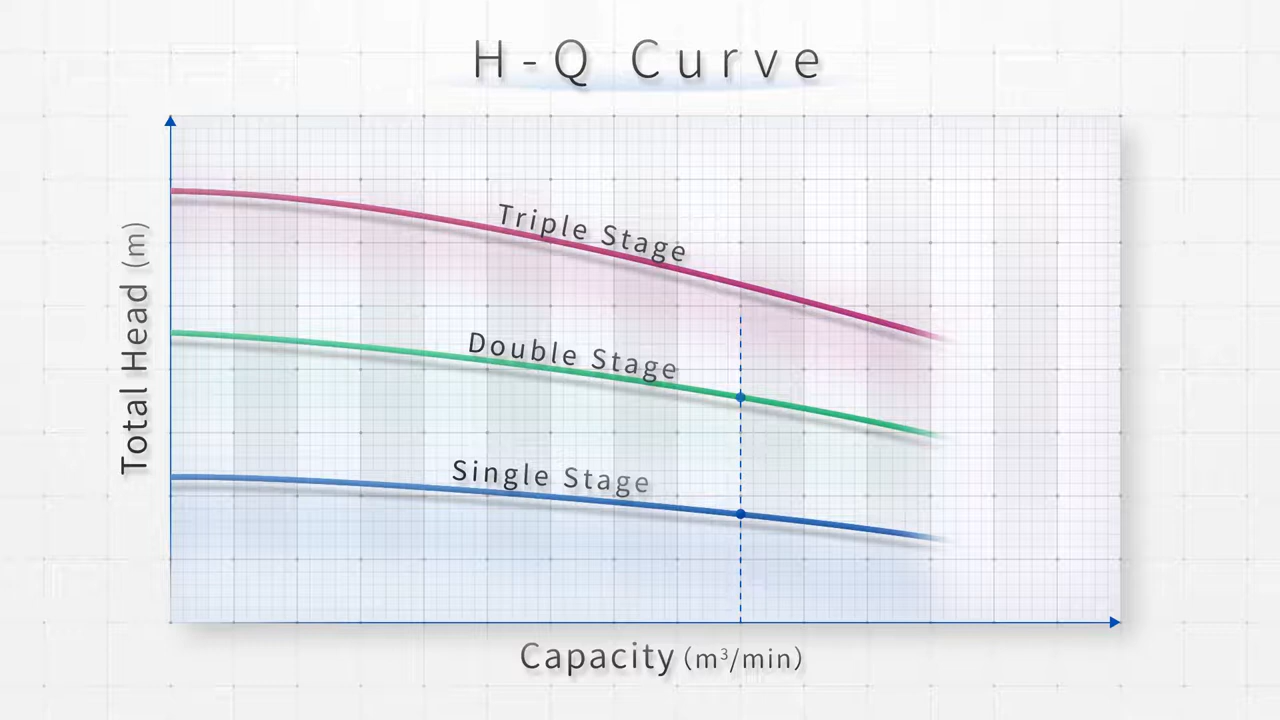 H-Q Curve
Triple Stage
Double Stage
Single Stage
Total Head (m)
Capacity (m³/min)